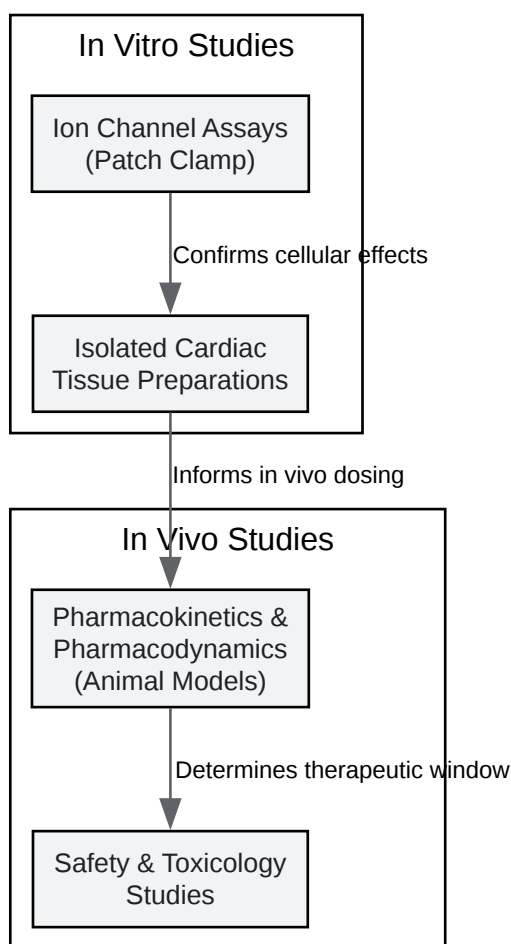 In Vitro Studies
Ion Channel Assays
(Patch Clamp)
Confirms cellular effects
Isolated Cardiac
Tissue Preparations
Informs in vivo dosing
In Vivo Studies
Pharmacokinetics &
Pharmacodynamics
(Animal Models)
Determines therapeutic window
Safety & Toxicology
Studies